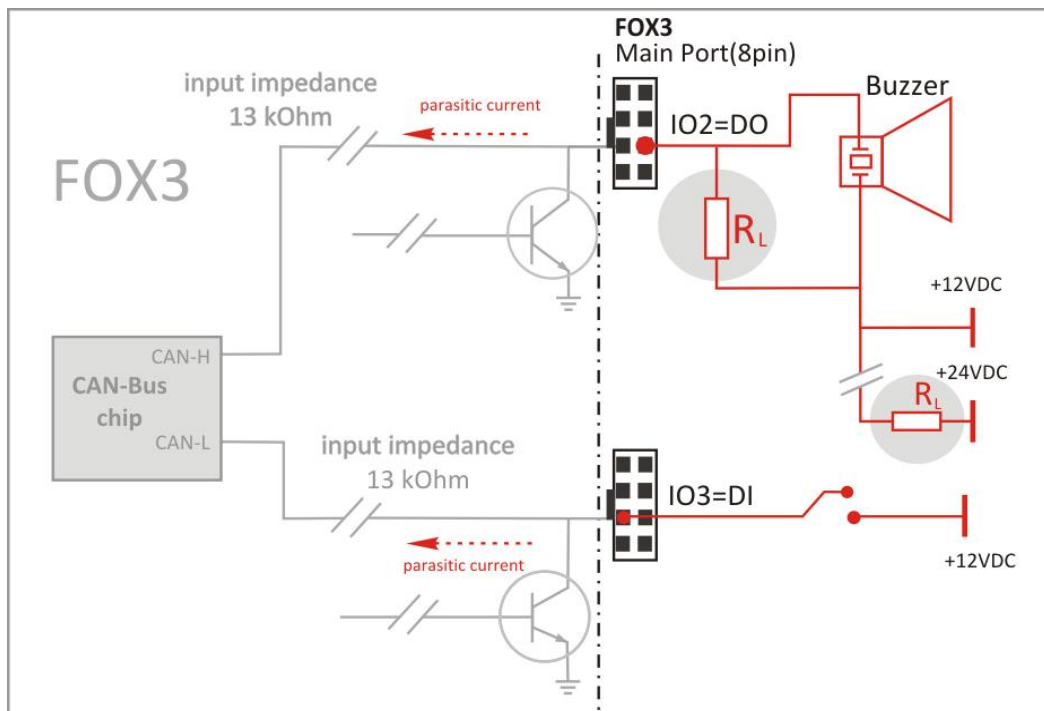 FOX3
Main Port(8pin)
input impedance
13 kOhm
parasitic current
IO2=DO
Buzzer
FOX3
RL
+12VDC
CAN-H
CAN-Bus
chip
CAN-L
+24VDC
RL
input impedance
13 kOhm
IO3=DI
parasitic current
+12VDC